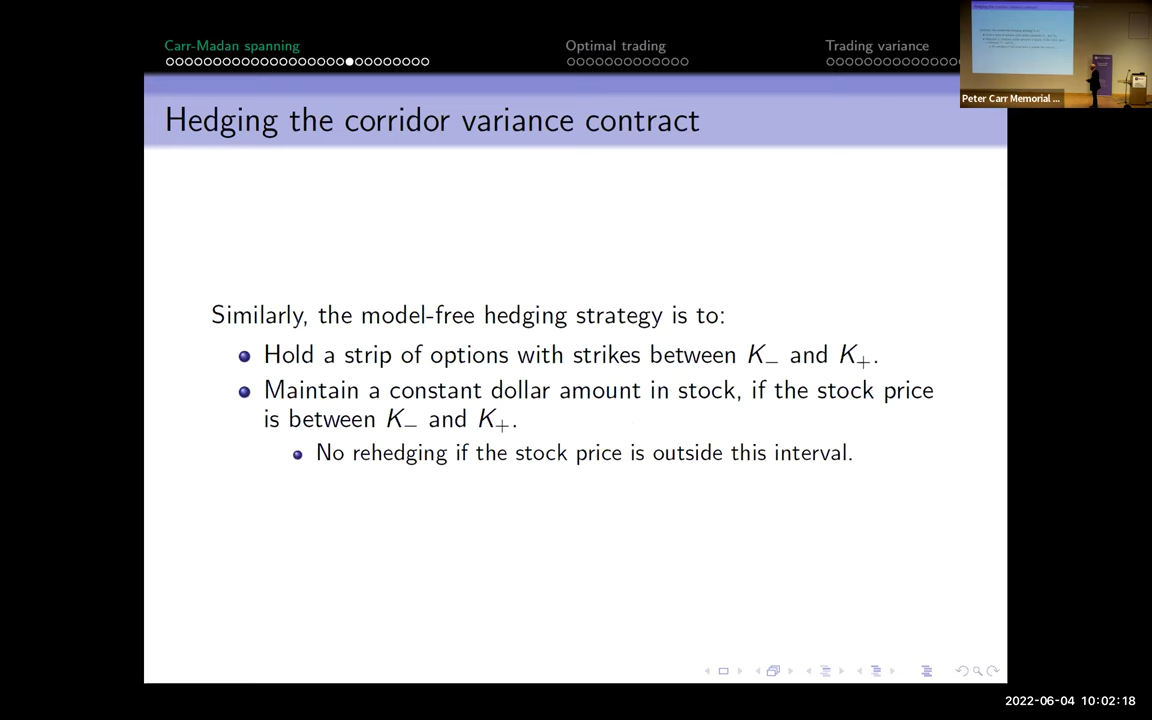 Carr-Madan spanning
Optimal trading
Trading variance
Peter Carr Memorial ...
Hedging the corridor variance contract
Similarly, the model-free hedging strategy is to:
Hold a strip of options with strikes between K₋ and K₊.
Maintain a constant dollar amount in stock, if the stock price
is between K₋ and K₊.
No rehedging if the stock price is outside this interval.
2022-06-04 10:02:18